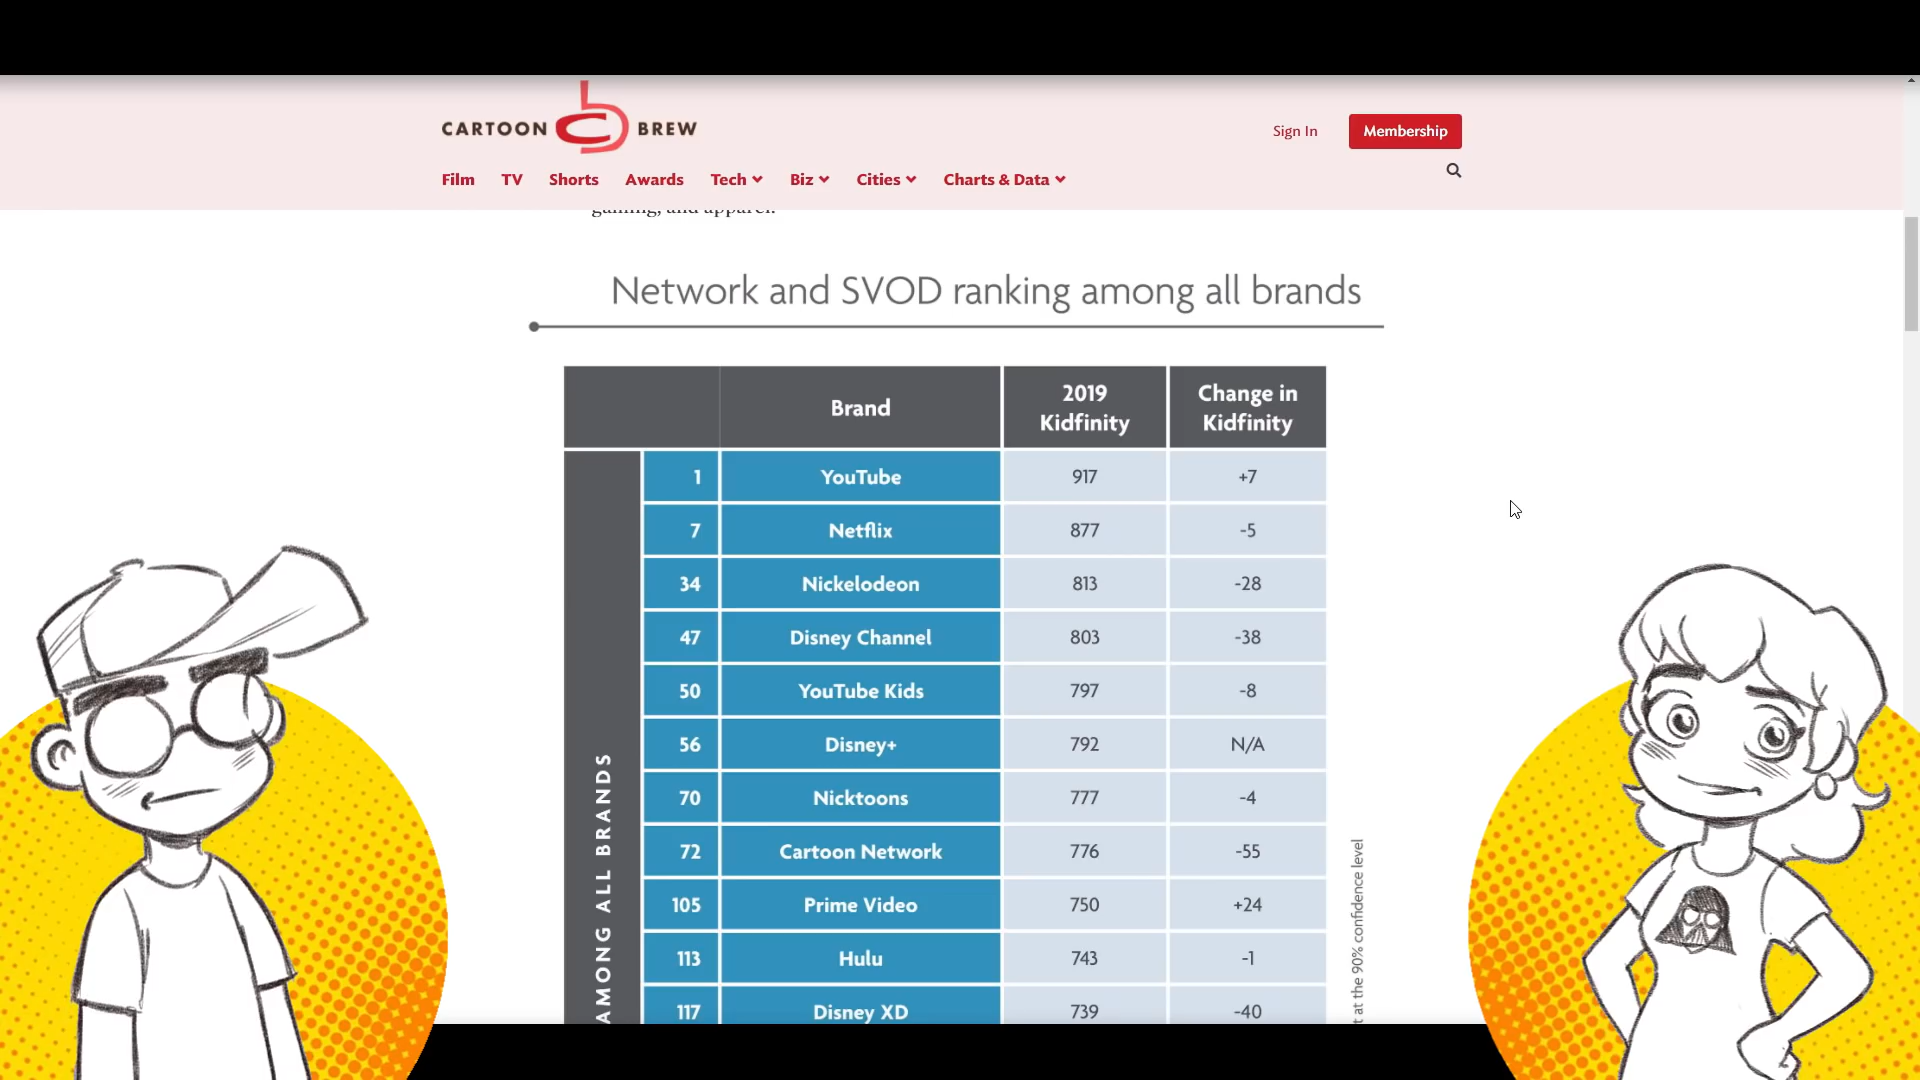 CARTOON BREW
Sign In
Membership
Film TV Shorts Awards Tech Biz Cities Charts & Data
gaming, and apparel.
Network and SVOD ranking among all brands
Brand 2019 Kidfinity Change in Kidfinity
1 YouTube 917 +7
7 Netflix 877 -5
34 Nickelodeon 813 -28
47 Disney Channel 803 -38
50 YouTube Kids 797 -8
56 Disney+ 792 N/A
70 Nicktoons 777 -4
72 Cartoon Network 776 -55
105 Prime Video 750 +24
113 Hulu 743 -1
117 Disney XD 739 -40
AMONG ALL BRANDS
t at the 90% confidence level